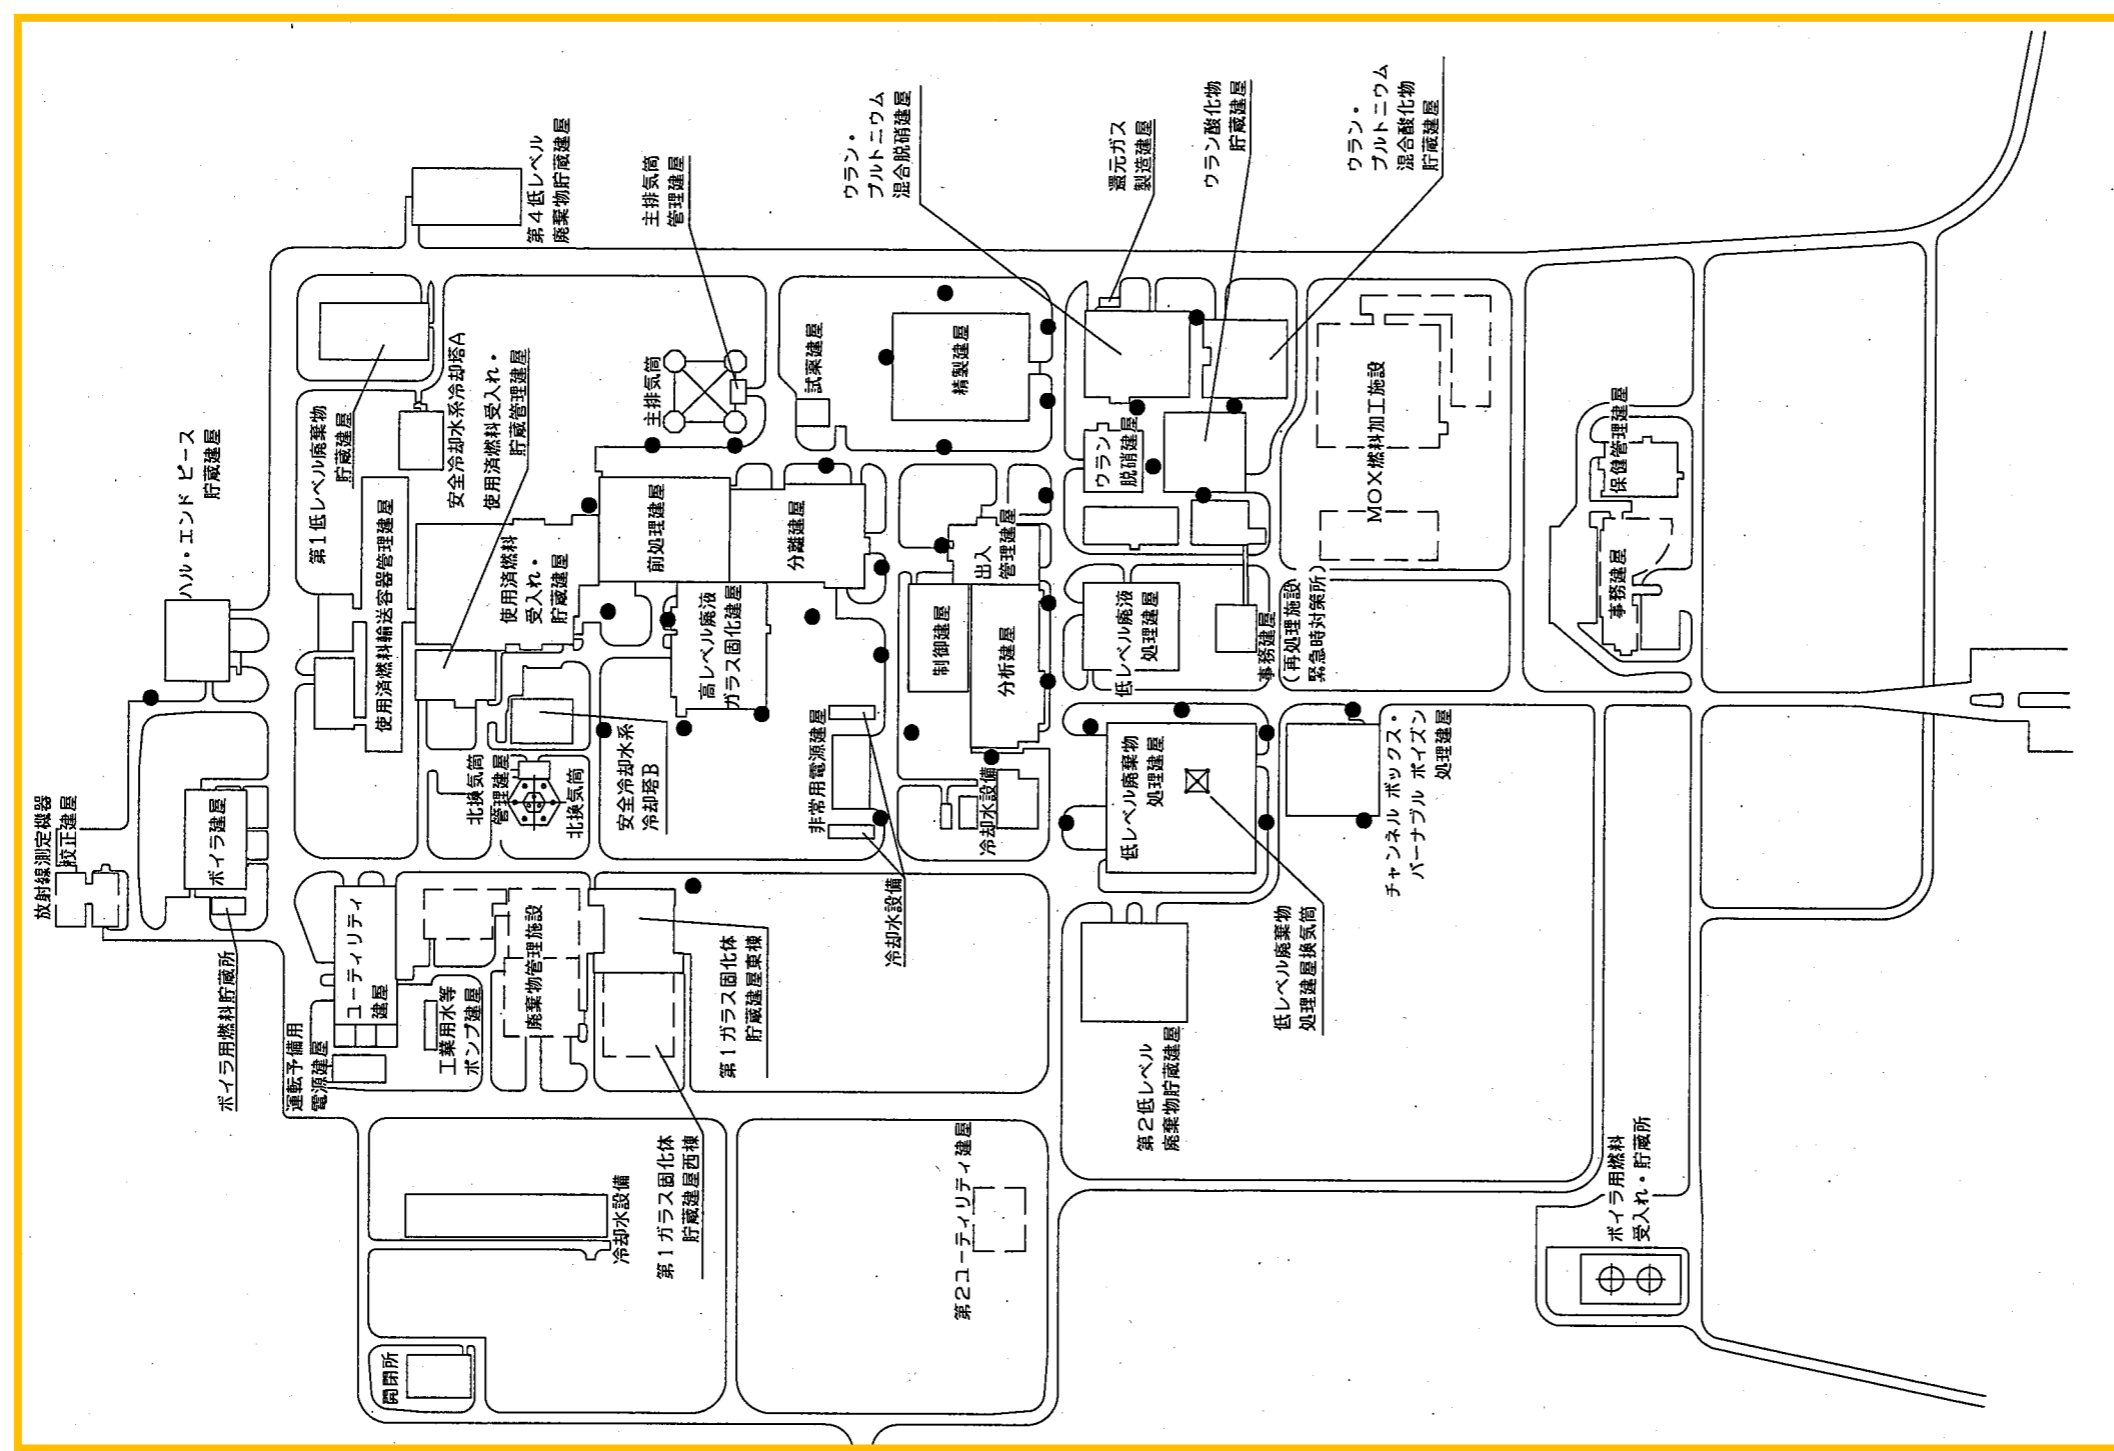 放射線測定機器
校正建屋
ボイラ建屋
ボイラ用燃料貯蔵所
ハル・エンド ピース
貯蔵建屋
第1低レベル廃棄物
貯蔵建屋
使用済燃料輸送容器管理建屋
安全冷却水系冷却塔A
使用済燃料受入れ・
貯蔵管理建屋
第4低レベル
廃棄物貯蔵建屋
使用済燃料
受入れ・
貯蔵建屋
主排気筒
管理建屋
主排気筒
前処理建屋
分離建屋
高レベル廃液
ガラス固化建屋
北換気筒
管理建屋
北換気筒
安全冷却水系
冷却塔B
運転予備用
電源建屋
ユーティリティ
建屋
工業用水等
ポンプ建屋
廃棄物管理施設
第1ガラス固化体
貯蔵建屋東棟
第1ガラス固化体
貯蔵建屋西棟
冷却水設備
開閉所
試薬建屋
ウラン・
プルトニウム
混合脱硝建屋
精製建屋
出入
管理建屋
制御建屋
分析建屋
非常用電源建屋
冷却水設備
冷却水設備
第2ユーティリティ建屋
還元ガス
製造建屋
ウラン酸化物
貯蔵建屋
ウラン・
プルトニウム
混合酸化物
貯蔵建屋
ウラン
脱硝建屋
低レベル廃液
処理建屋
事務建屋
(再処理施設
緊急時対策所)
低レベル廃棄物
処理建屋
チャンネル ボックス・
バーナブル ポイズン
処理建屋
低レベル廃棄物
処理建屋換気筒
第2低レベル
廃棄物貯蔵建屋
MOX燃料加工施設
保健管理建屋
事務建屋
ボイラ用燃料
受入れ・貯蔵所